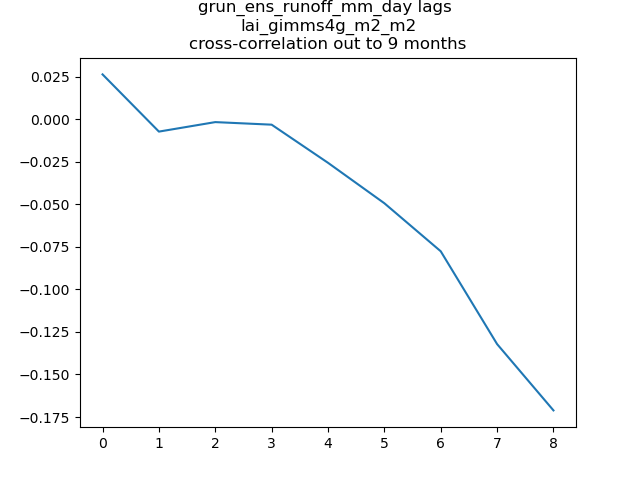 grun_ens_runoff_mm_day lags
lai_gimms4g_m2_m2
cross-correlation out to 9 months
0.025
0.000
−0.025
−0.050
−0.075
−0.100
−0.125
−0.150
−0.175
0 1 2 3 4 5 6 7 8